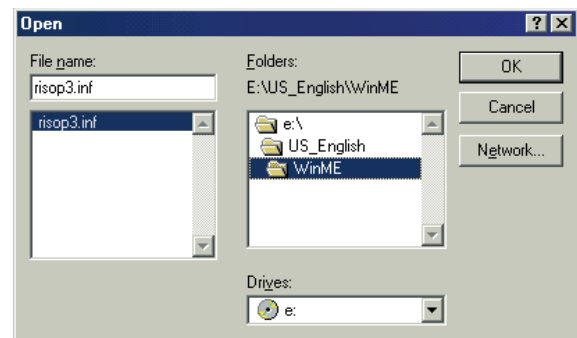 Open
File name:
risop3.inf
risop3.inf
Folders:
E:\US_English\WinME
e:\
US_English
WinME
Drives:
e:
OK
Cancel
Network...